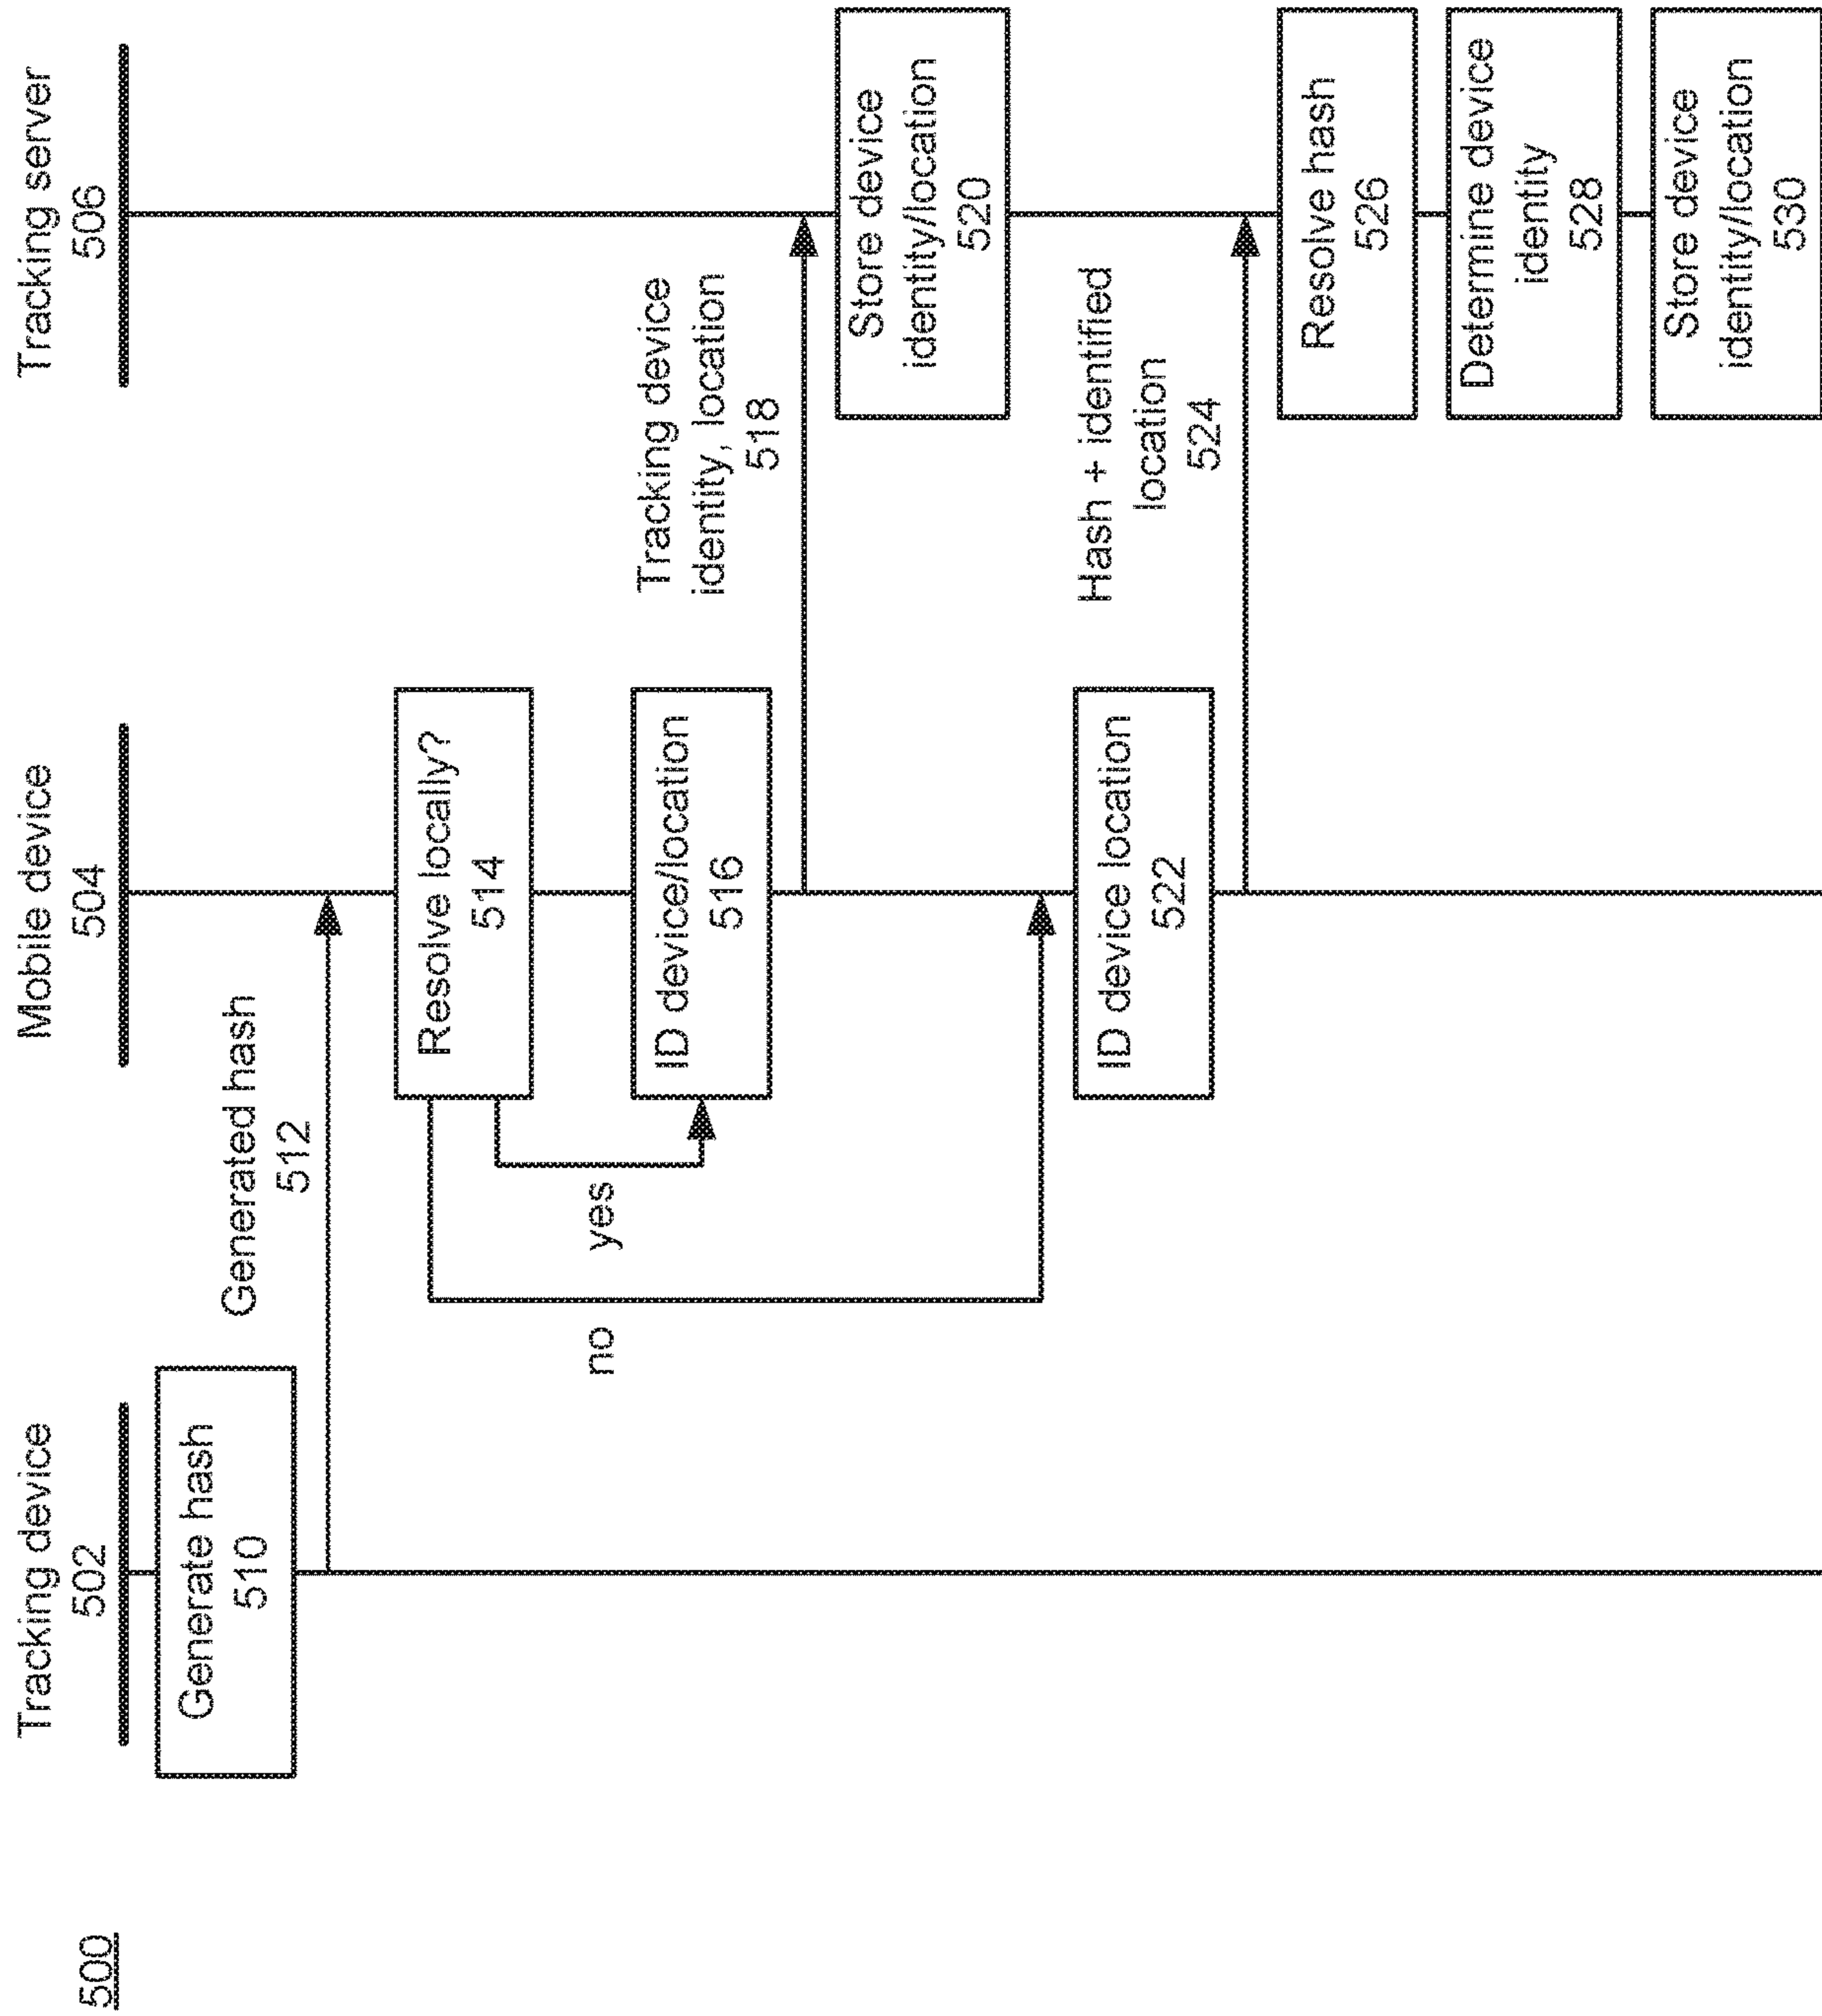 500
Tracking device
502
Mobile device
504
Tracking server
506
Generate hash
510
Generated hash
512
Resolve locally?
514
no
yes
ID device/location
516
Tracking device
identity, location
518
Store device
identity/location
520
ID device location
522
Hash + identified
location
524
Resolve hash
526
Determine device
identity
528
Store device
identity/location
530